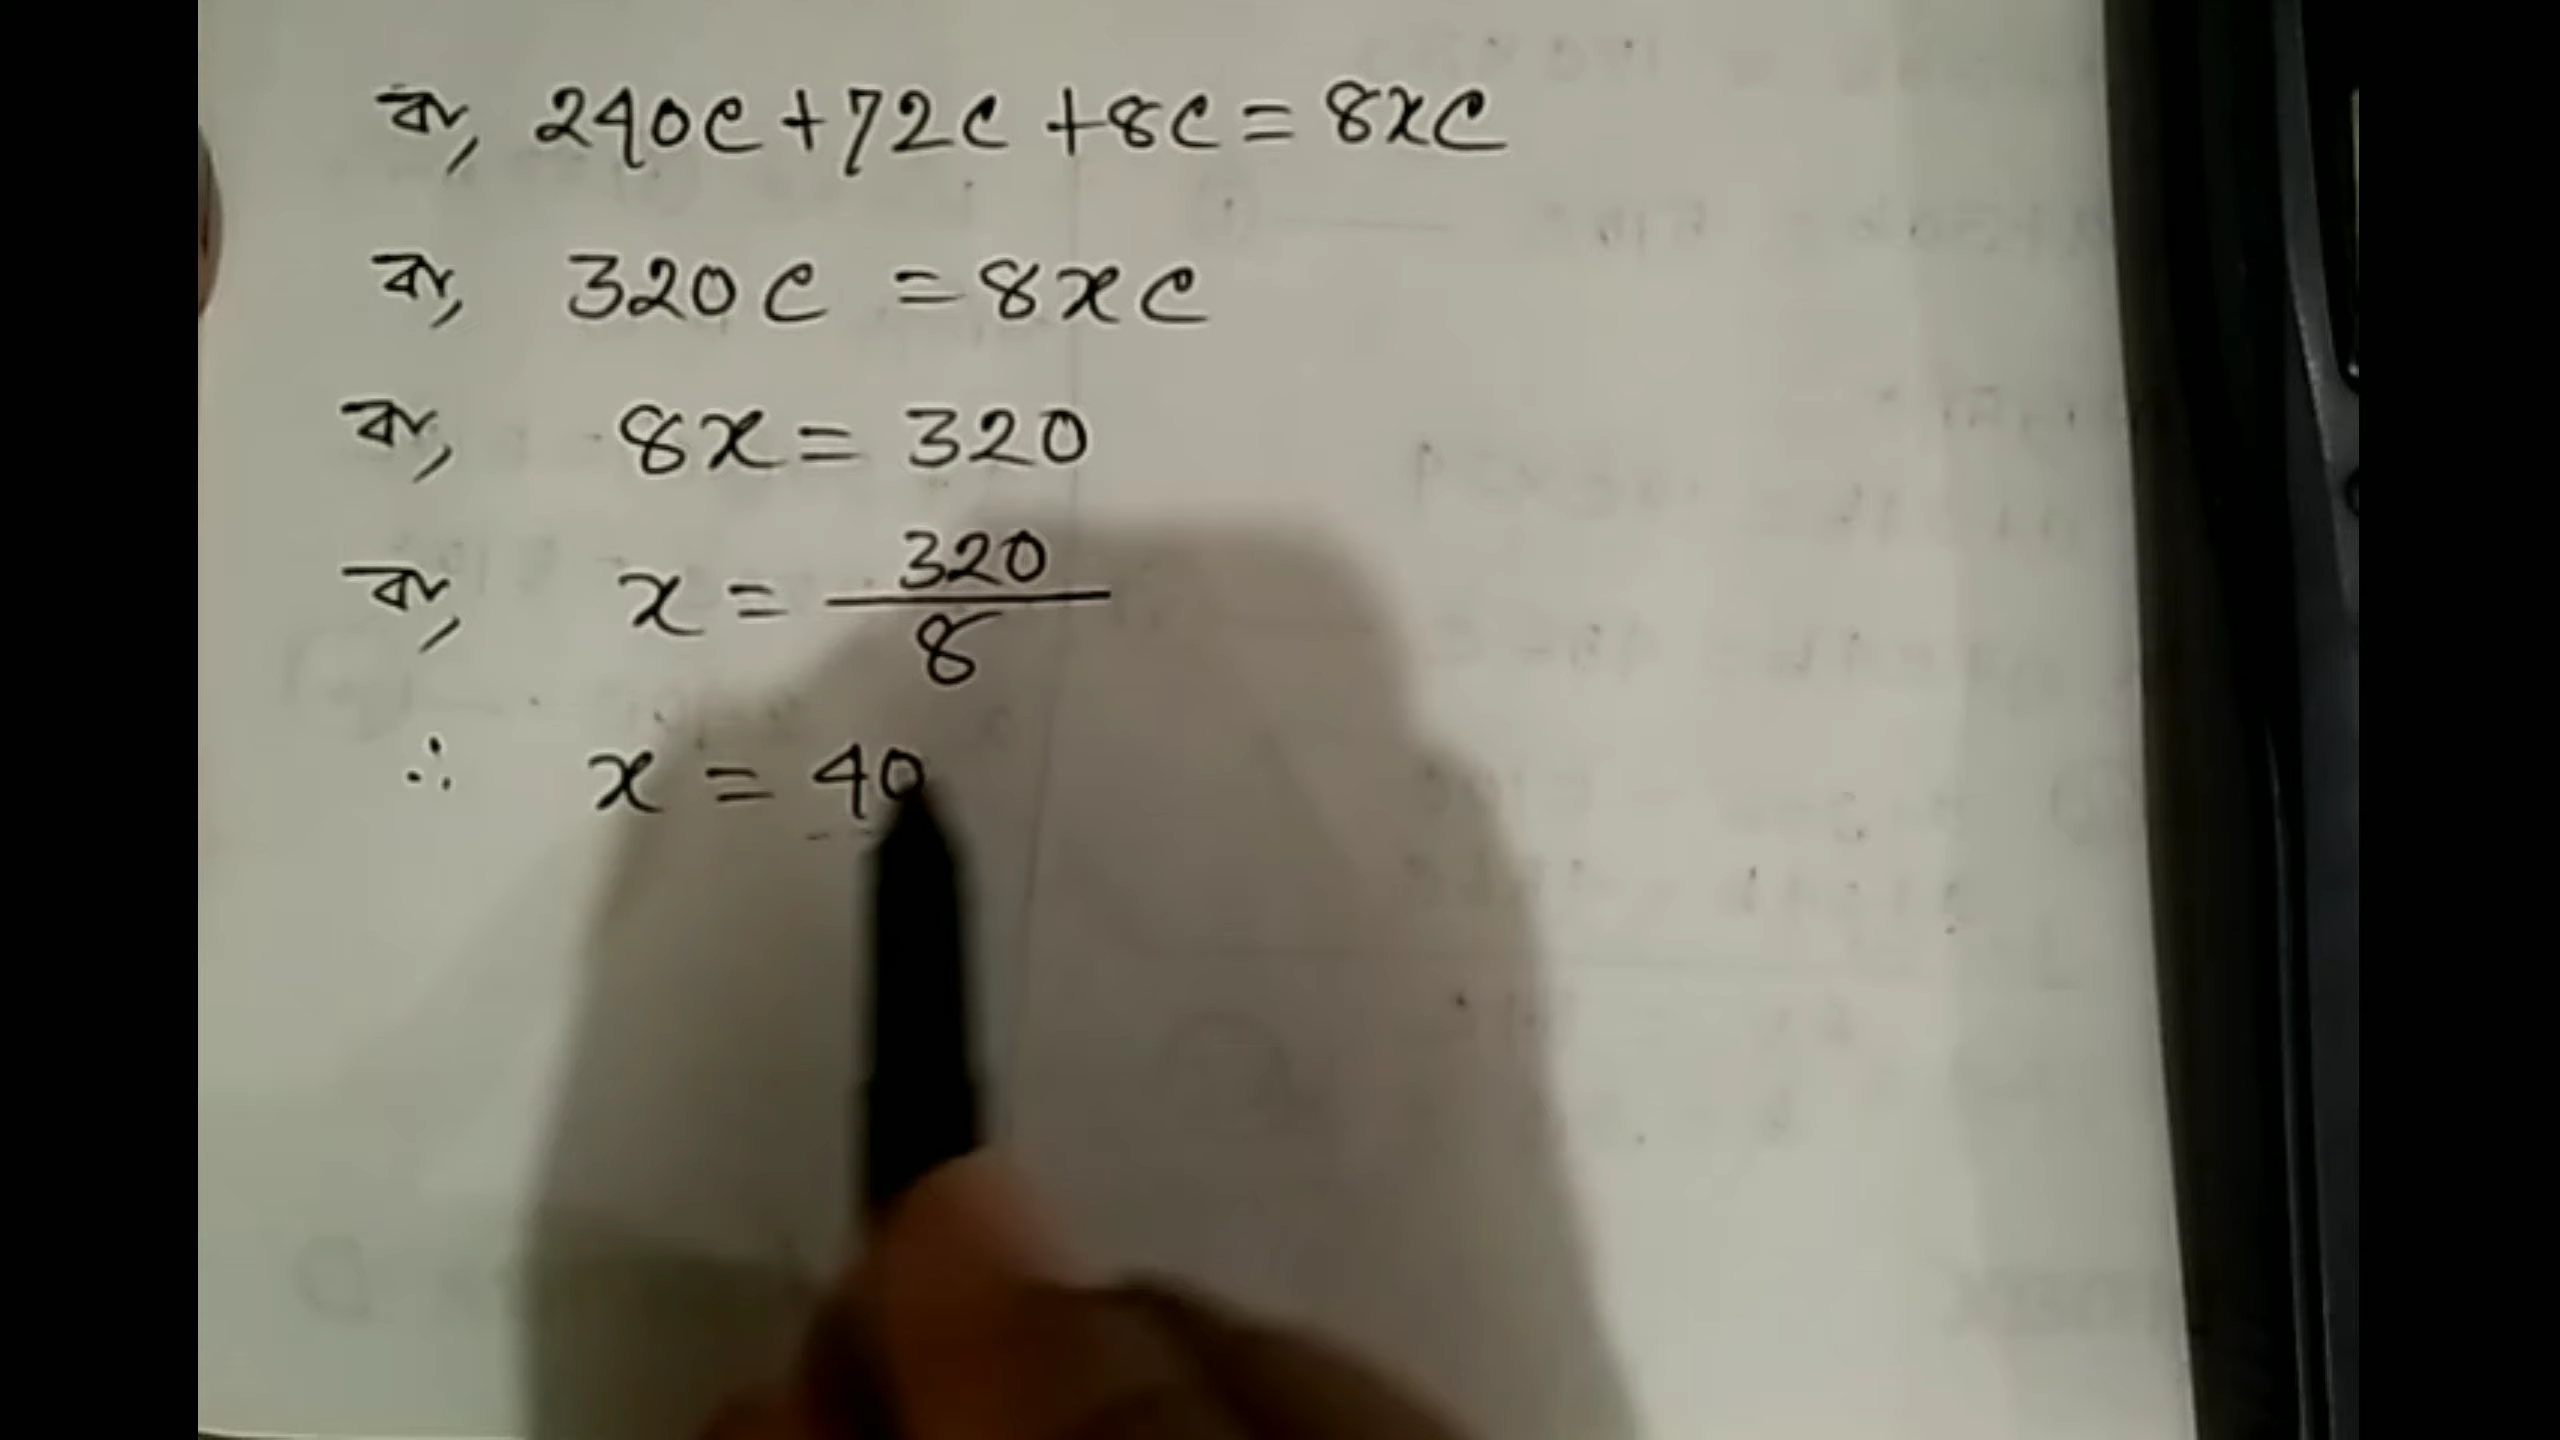 বা, 240c + 72c + 8c = 8xc
বা, 320c = 8xc
বা, 8x = 320
বা, x = 320/8
∴ x = 40